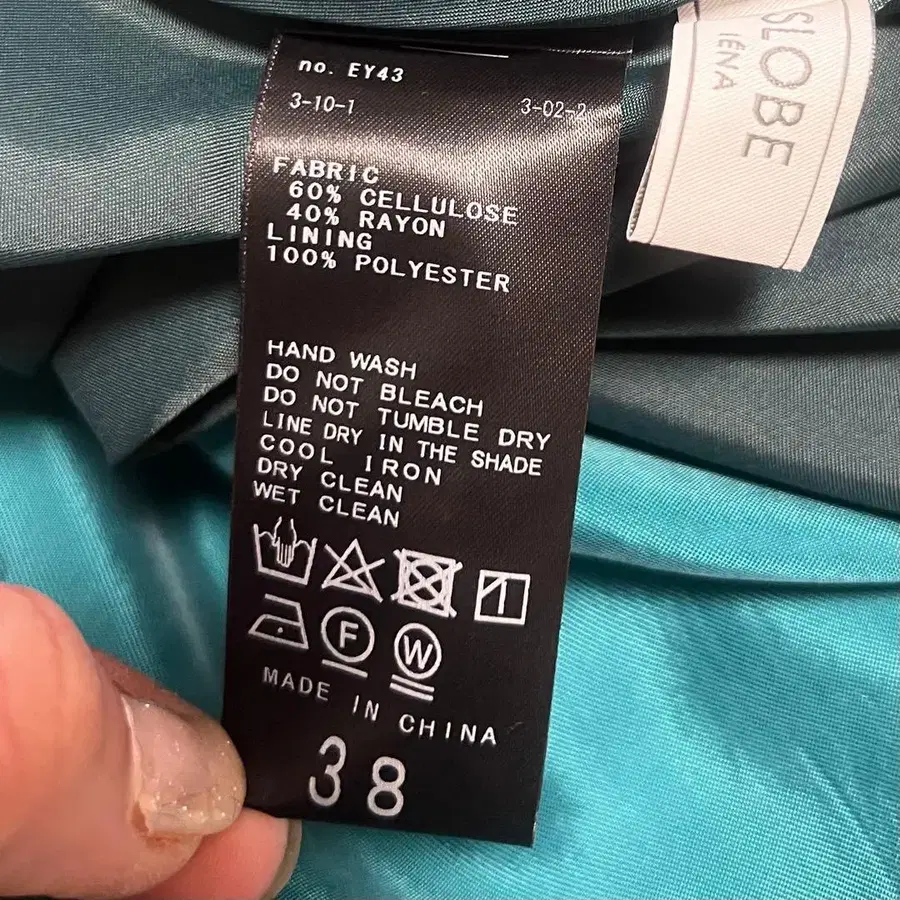 no. EY43
3-10-1 3-02-2
FABRIC
60% CELLULOSE
40% RAYON
LINING
100% POLYESTER
HAND WASH
DO NOT BLEACH
DO NOT TUMBLE DRY
LINE DRY IN THE SHADE
COOL IRON
DRY CLEAN
WET CLEAN
F W
MADE IN CHINA
38
SLOBE
IÉNA